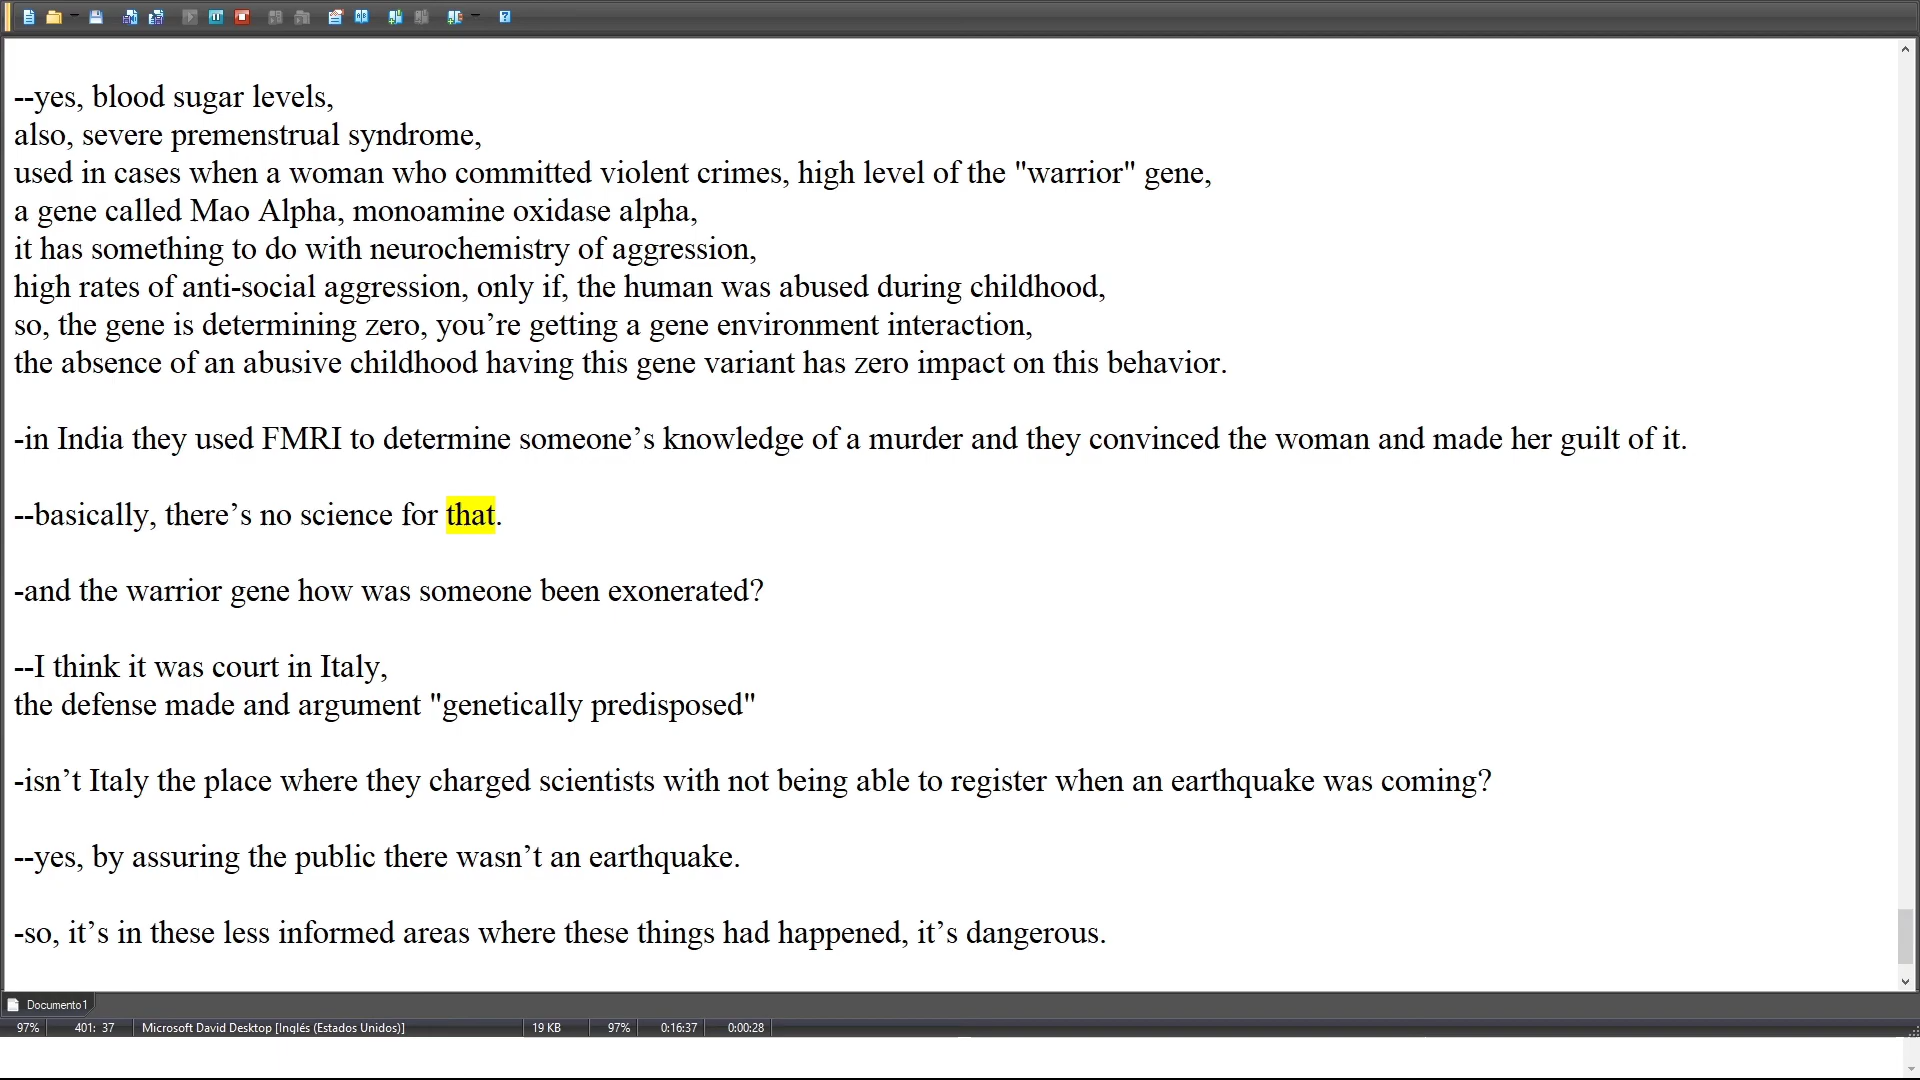 --yes, blood sugar levels,
also, severe premenstrual syndrome,
used in cases when a woman who committed violent crimes, high level of the "warrior" gene,
a gene called Mao Alpha, monoamine oxidase alpha,
it has something to do with neurochemistry of aggression,
high rates of anti-social aggression, only if, the human was abused during childhood,
so, the gene is determining zero, you’re getting a gene environment interaction,
the absence of an abusive childhood having this gene variant has zero impact on this behavior.
-in India they used FMRI to determine someone’s knowledge of a murder and they convinced the woman and made her guilt of it.
--basically, there’s no science for that.
-and the warrior gene how was someone been exonerated?
--I think it was court in Italy,
the defense made and argument "genetically predisposed"
-isn’t Italy the place where they charged scientists with not being able to register when an earthquake was coming?
--yes, by assuring the public there wasn’t an earthquake.
-so, it’s in these less informed areas where these things had happened, it’s dangerous.
Documento1
97% 401: 37 Microsoft David Desktop [Inglés (Estados Unidos)] 19 KB 97% 0:16:37 0:00:28